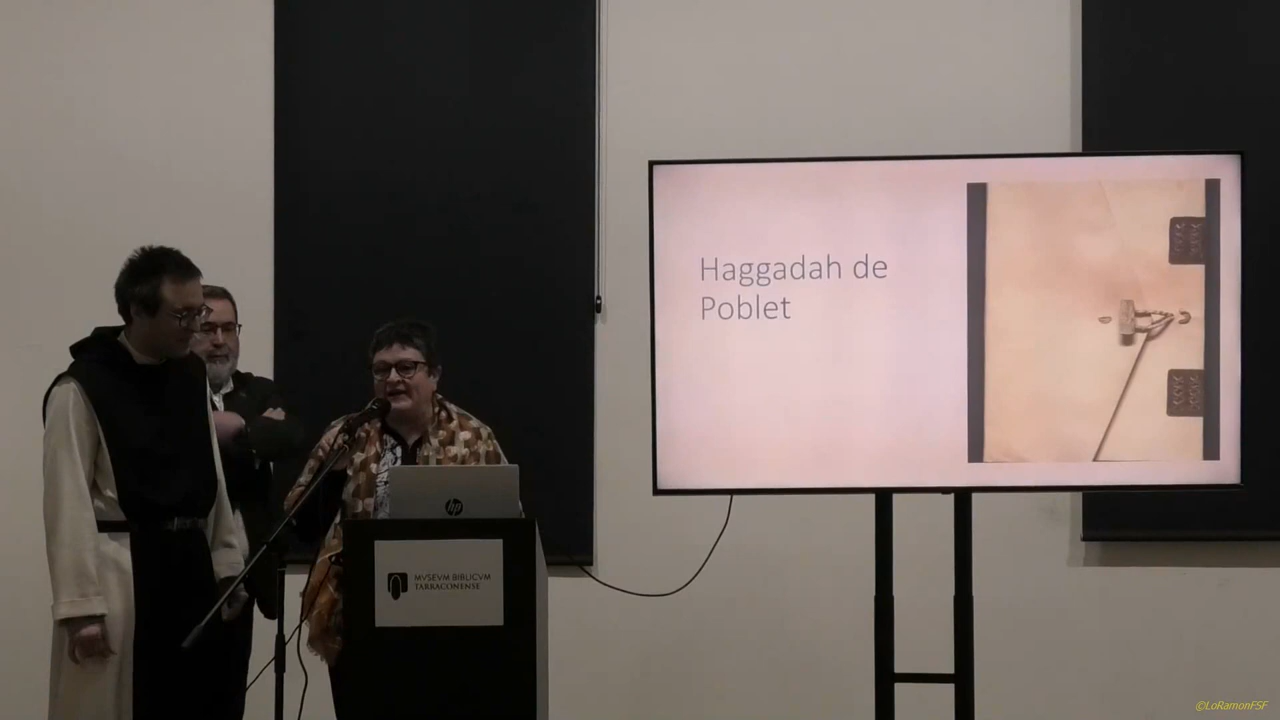 Haggadah de
Poblet
hp
MVSEVM BIBLICVM
TARRACONENSE
©LoRamonFSF